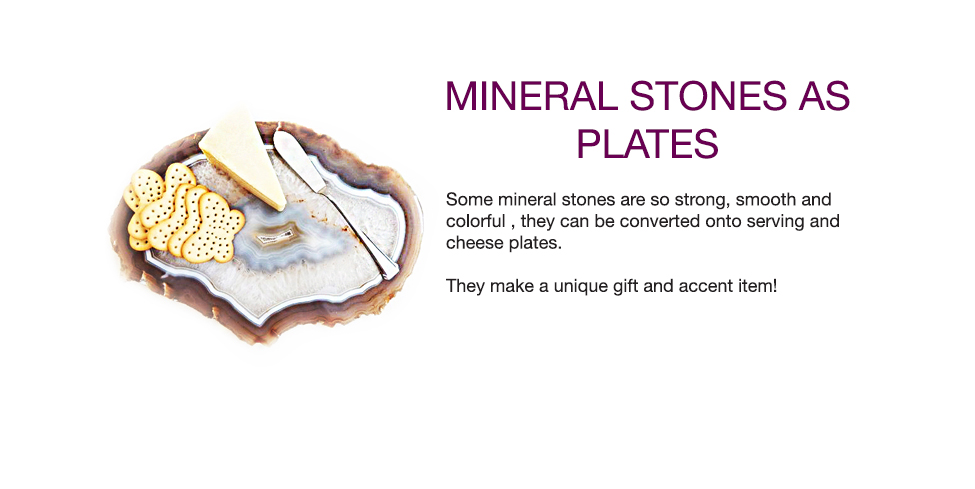 MINERAL STONES AS
PLATES
Some mineral stones are so strong, smooth and
colorful , they can be converted onto serving and
cheese plates.
They make a unique gift and accent item!